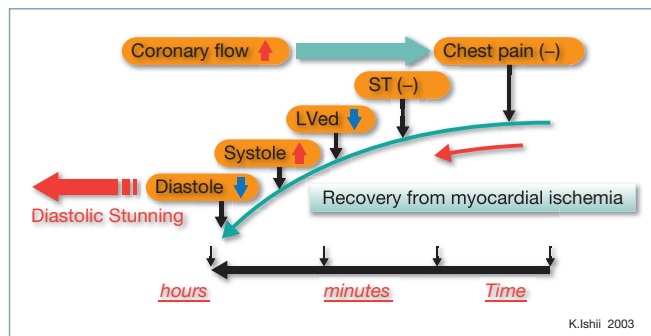 Coronary flow
Chest pain (–)
ST (–)
LVed
Systole
Diastole
Diastolic Stunning
Recovery from myocardial ischemia
hours minutes Time
K.Ishii 2003